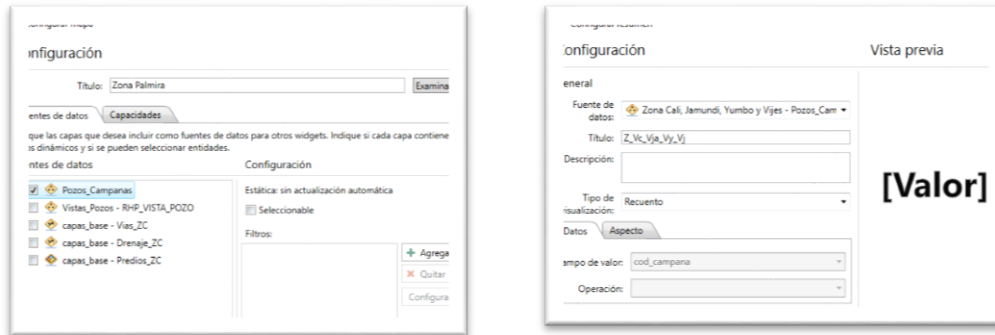 nfiguración
Título: Zona Palmira Examina
entes de datos Capacidades
que las capas que desea incluir como fuentes de datos para otros widgets. Indique si cada capa contiene
os dinámicos y si se pueden seleccionar entidades.
ntes de datos Configuración
Pozos_Campanas Estática: sin actualización automática
Vistas_Pozos - RHP_VISTA_POZO Seleccionable
capas_base - Vias_ZC
capas_base - Drenaje_ZC Filtros:
capas_base - Predios_ZC
+ Agrega
× Quitar
Configura
onfiguración Vista previa
eneral
Fuente de
datos: Zona Cali, Jamundi, Yumbo y Vijes - Pozos_Cam
Título: Z_Vc_Vja_Vy_Vj
Descripción:
[Valor]
Tipo de
visualización: Recuento
Datos Aspecto
ampo de valor: cod_campana
Operación: